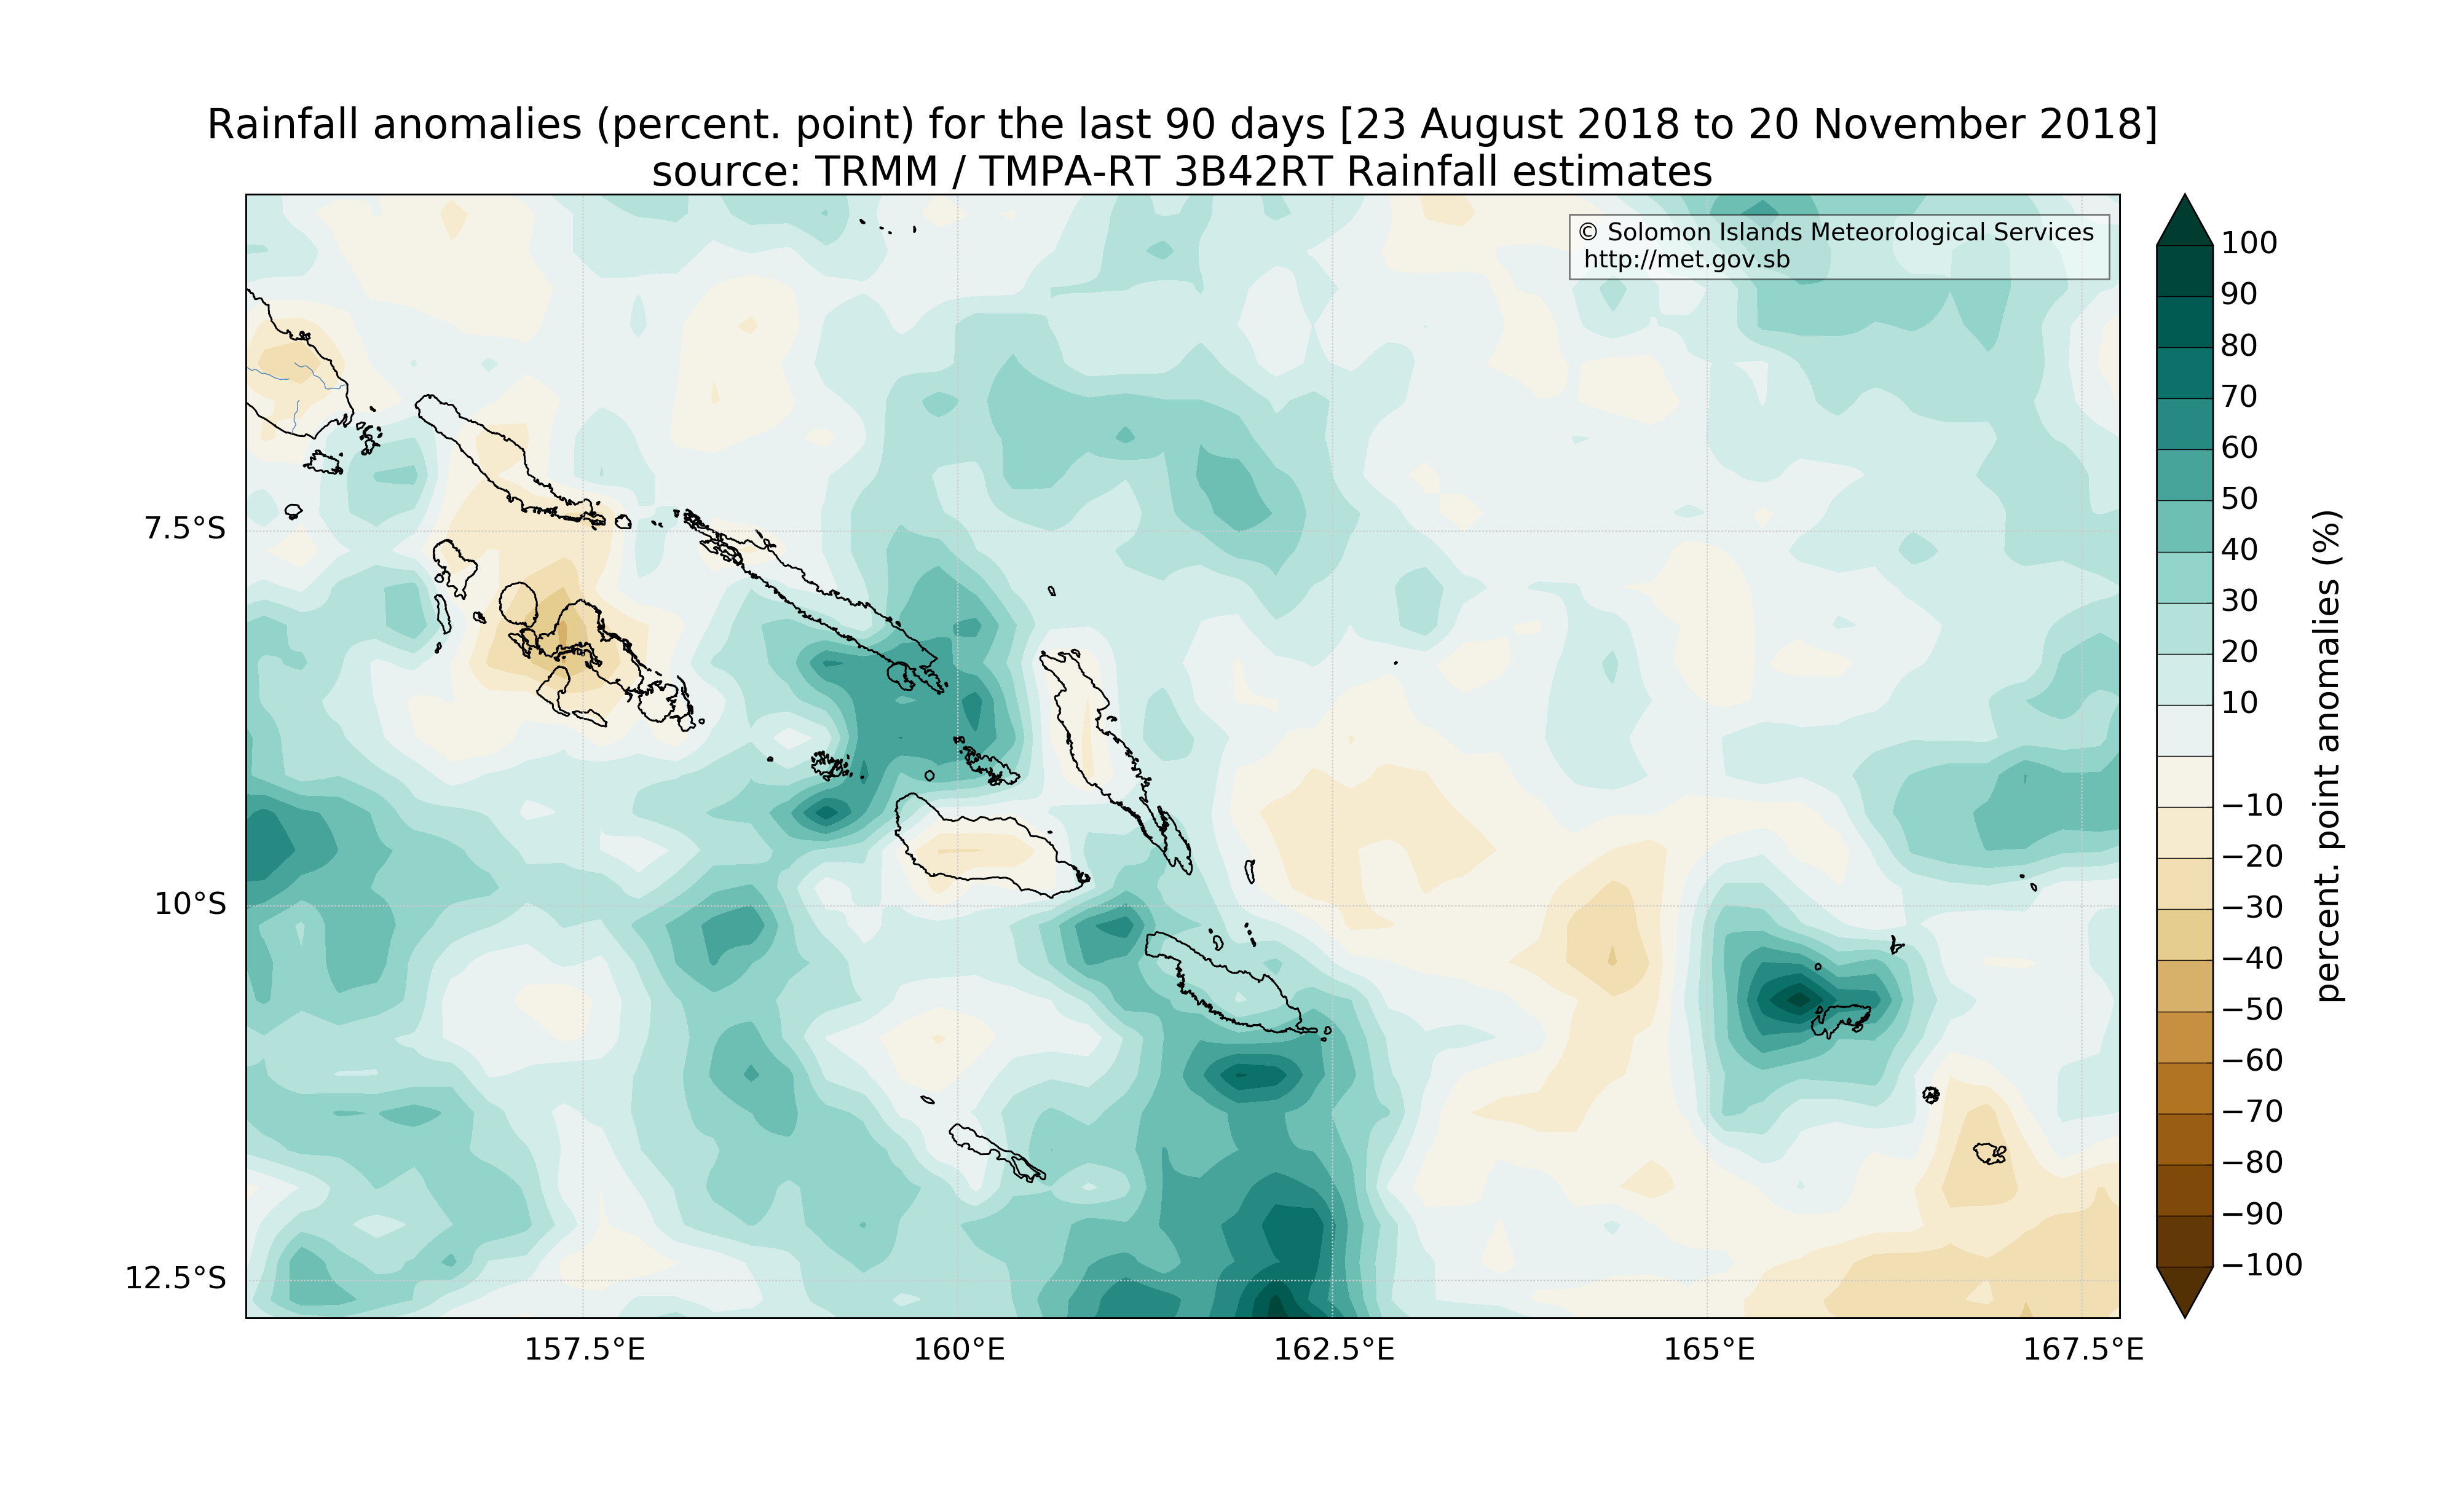 Rainfall anomalies (percent. point) for the last 90 days [23 August 2018 to 20 November 2018]
source: TRMM / TMPA-RT 3B42RT Rainfall estimates
© Solomon Islands Meteorological Services
http://met.gov.sb
7.5°S
10°S
12.5°S
157.5°E
160°E
162.5°E
165°E
167.5°E
100
90
80
70
60
50
40
30
20
10
−10
−20
−30
−40
−50
−60
−70
−80
−90
−100
percent. point anomalies (%)